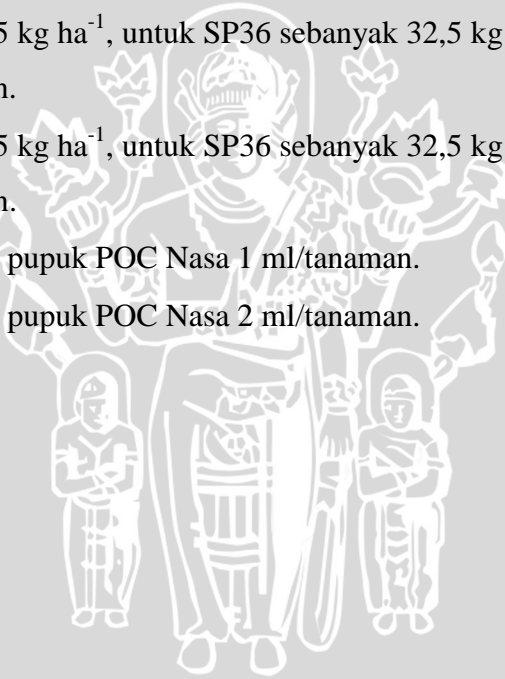 5 kg ha⁻¹, untuk SP36 sebanyak 32,5 kg
n.
5 kg ha⁻¹, untuk SP36 sebanyak 32,5 kg
n.
pupuk POC Nasa 1 ml/tanaman.
pupuk POC Nasa 2 ml/tanaman.